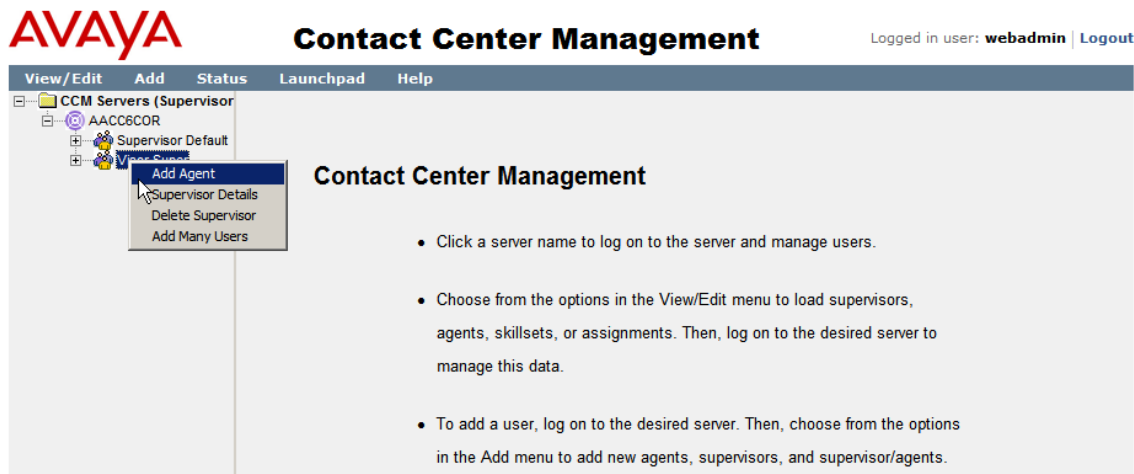 AVAYA
Contact Center Management
Logged in user: webadmin | Logout
View/Edit Add Status Launchpad Help
CCM Servers (Supervisor
AACC6COR
Supervisor Default
Add Agent
Supervisor Details
Delete Supervisor
Add Many Users
Contact Center Management
• Click a server name to log on to the server and manage users.
• Choose from the options in the View/Edit menu to load supervisors,
agents, skillsets, or assignments. Then, log on to the desired server to
manage this data.
• To add a user, log on to the desired server. Then, choose from the options
in the Add menu to add new agents, supervisors, and supervisor/agents.